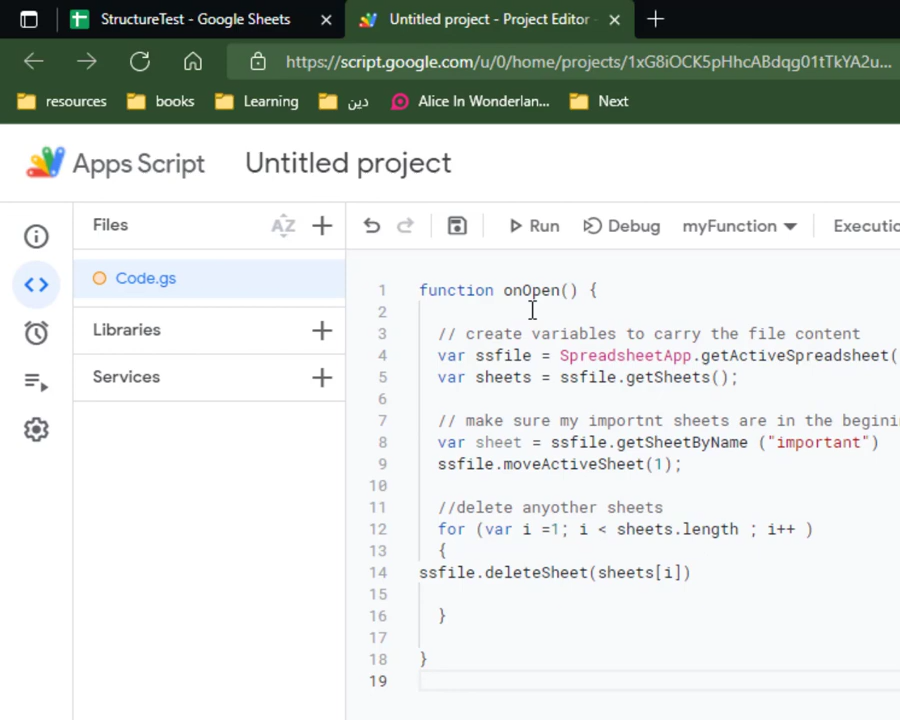 StructureTest - Google Sheets
Untitled project - Project Editor -
https://script.google.com/u/0/home/projects/1xG8iOCK5pHhcABdqg01tTkYA2u...
resources books Learning دين Alice In Wonderlan... Next
Apps Script Untitled project
Files AZ Run Debug myFunction Executio
Code.gs
Libraries
Services
1 function onOpen() {
2
3 // create variables to carry the file content
4 var ssfile = SpreadsheetApp.getActiveSpreadsheet(
5 var sheets = ssfile.getSheets();
6
7 // make sure my importnt sheets are in the begini
8 var sheet = ssfile.getSheetByName ("important")
9 ssfile.moveActiveSheet(1);
10
11 //delete anyother sheets
12 for (var i =1; i < sheets.length ; i++ )
13 {
14 ssfile.deleteSheet(sheets[i])
15
16 }
17
18 }
19